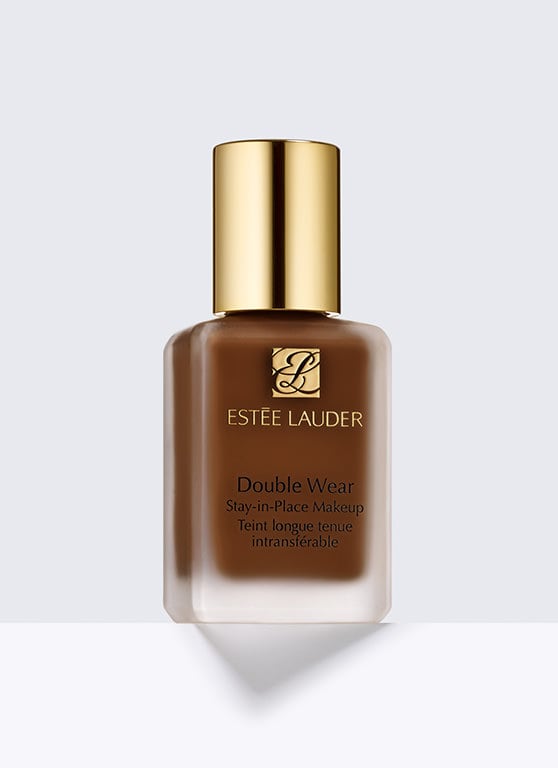 ESTĒE LAUDER
Double Wear
Stay-in-Place Makeup
Teint longue tenue
intransférable